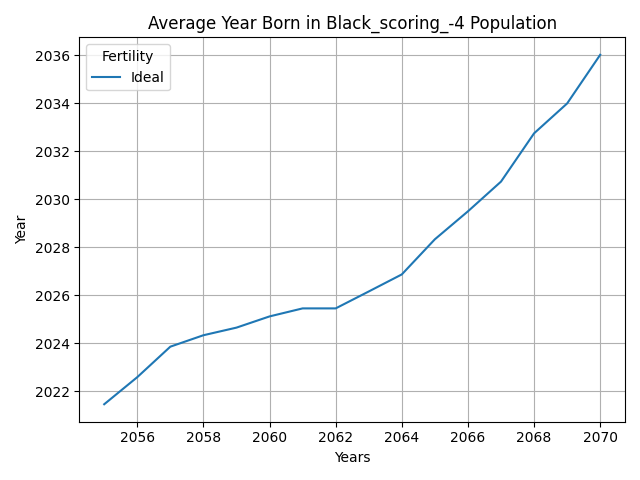 Average Year Born in Black_scoring_-4 Population
Fertility
Ideal
Year
2036
2034
2032
2030
2028
2026
2024
2022
2056 2058 2060 2062 2064 2066 2068 2070
Years